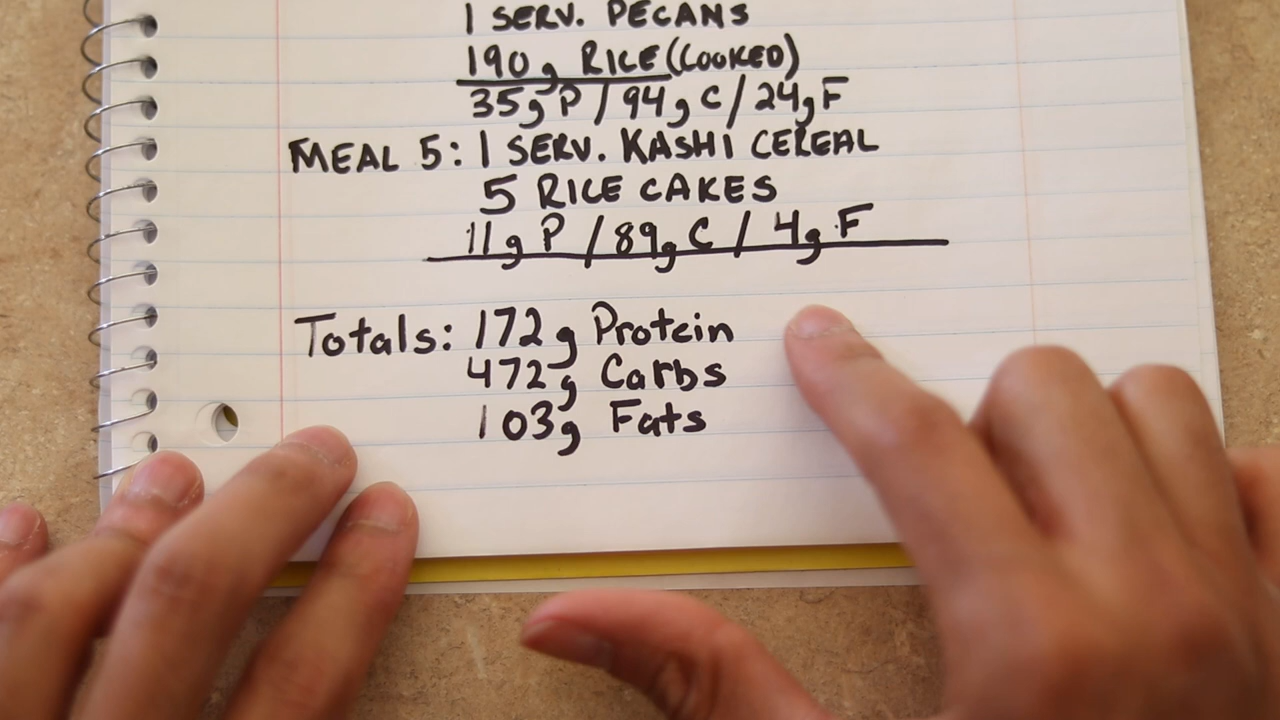 1 SERV. PECANS
190g RICE (COOKED)
35g P / 94g C / 24g F
MEAL 5: 1 SERV. KASHI CEREAL
5 RICE CAKES
11g P / 89g C / 4g F
Totals: 172g Protein
472g Carbs
103g Fats